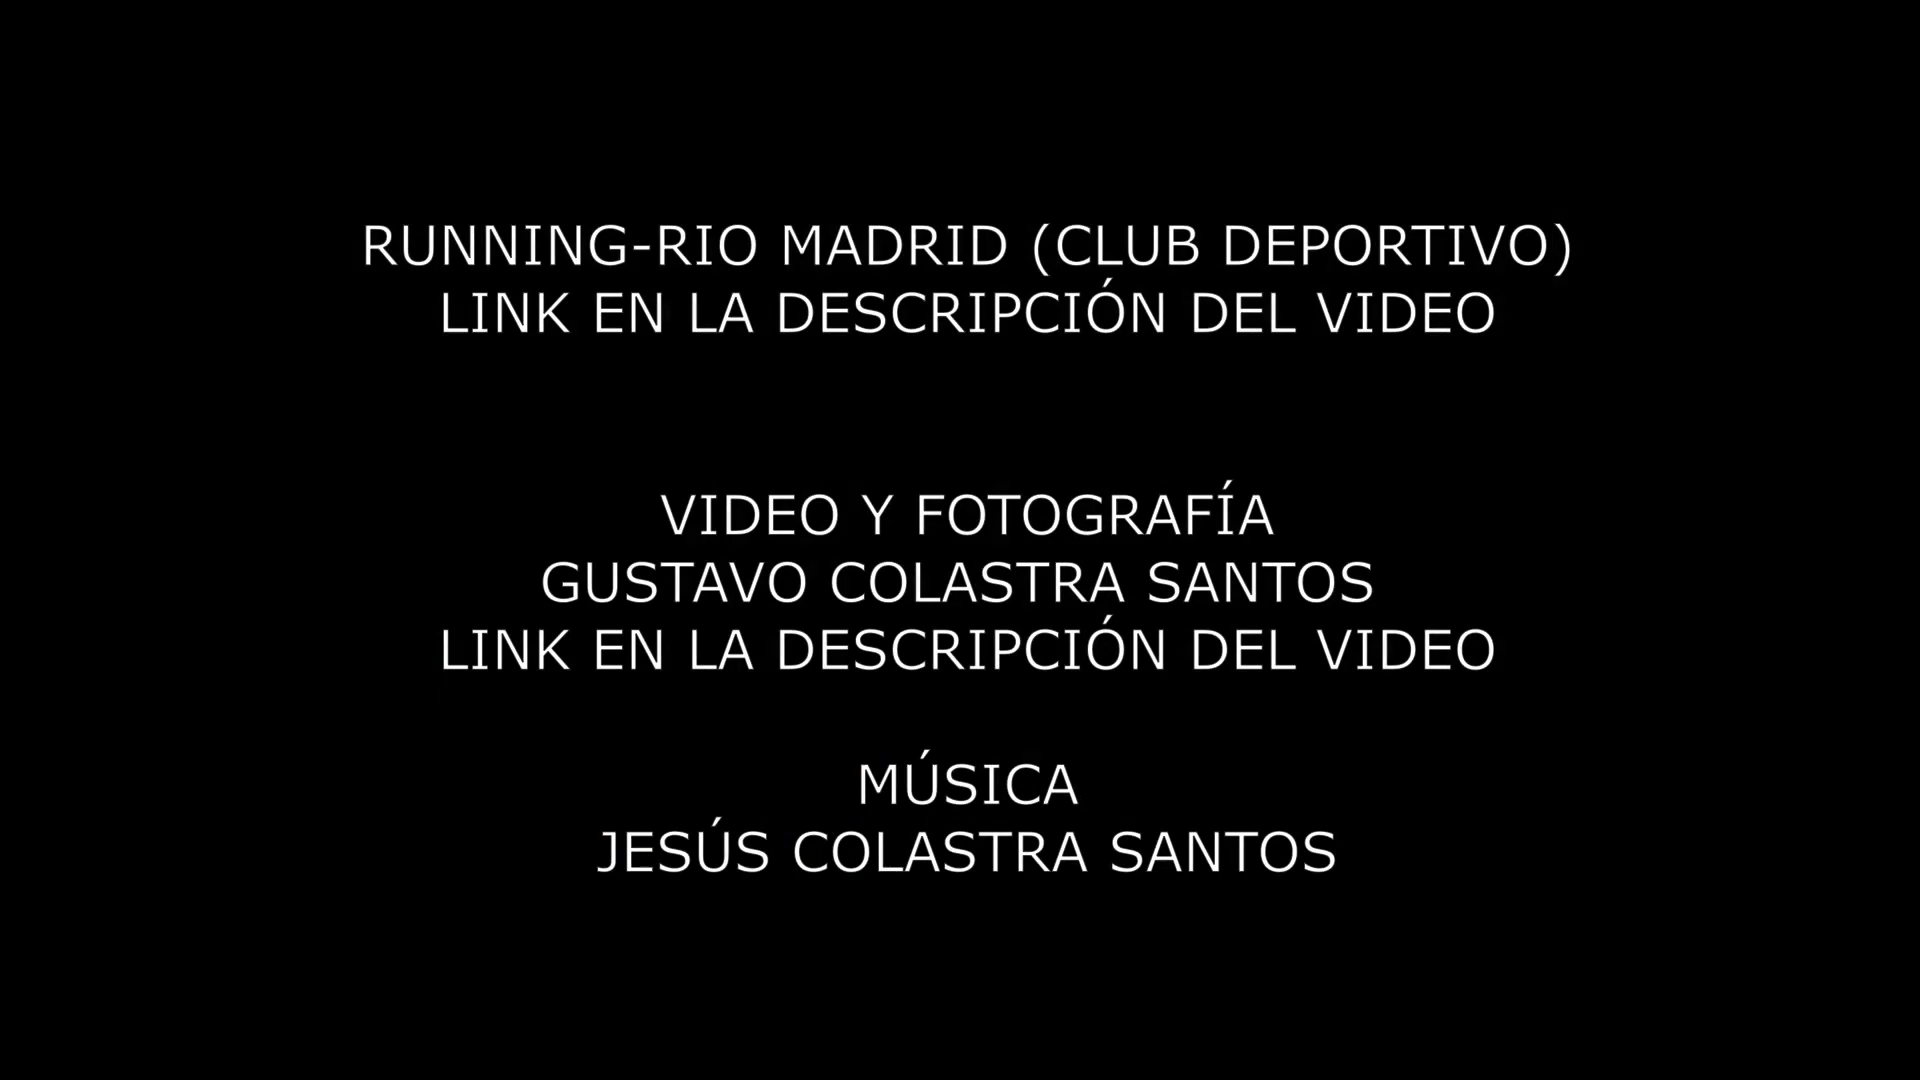 RUNNING-RIO MADRID (CLUB DEPORTIVO)
LINK EN LA DESCRIPCIÓN DEL VIDEO
VIDEO Y FOTOGRAFÍA
GUSTAVO COLASTRA SANTOS
LINK EN LA DESCRIPCIÓN DEL VIDEO
MÚSICA
JESÚS COLASTRA SANTOS